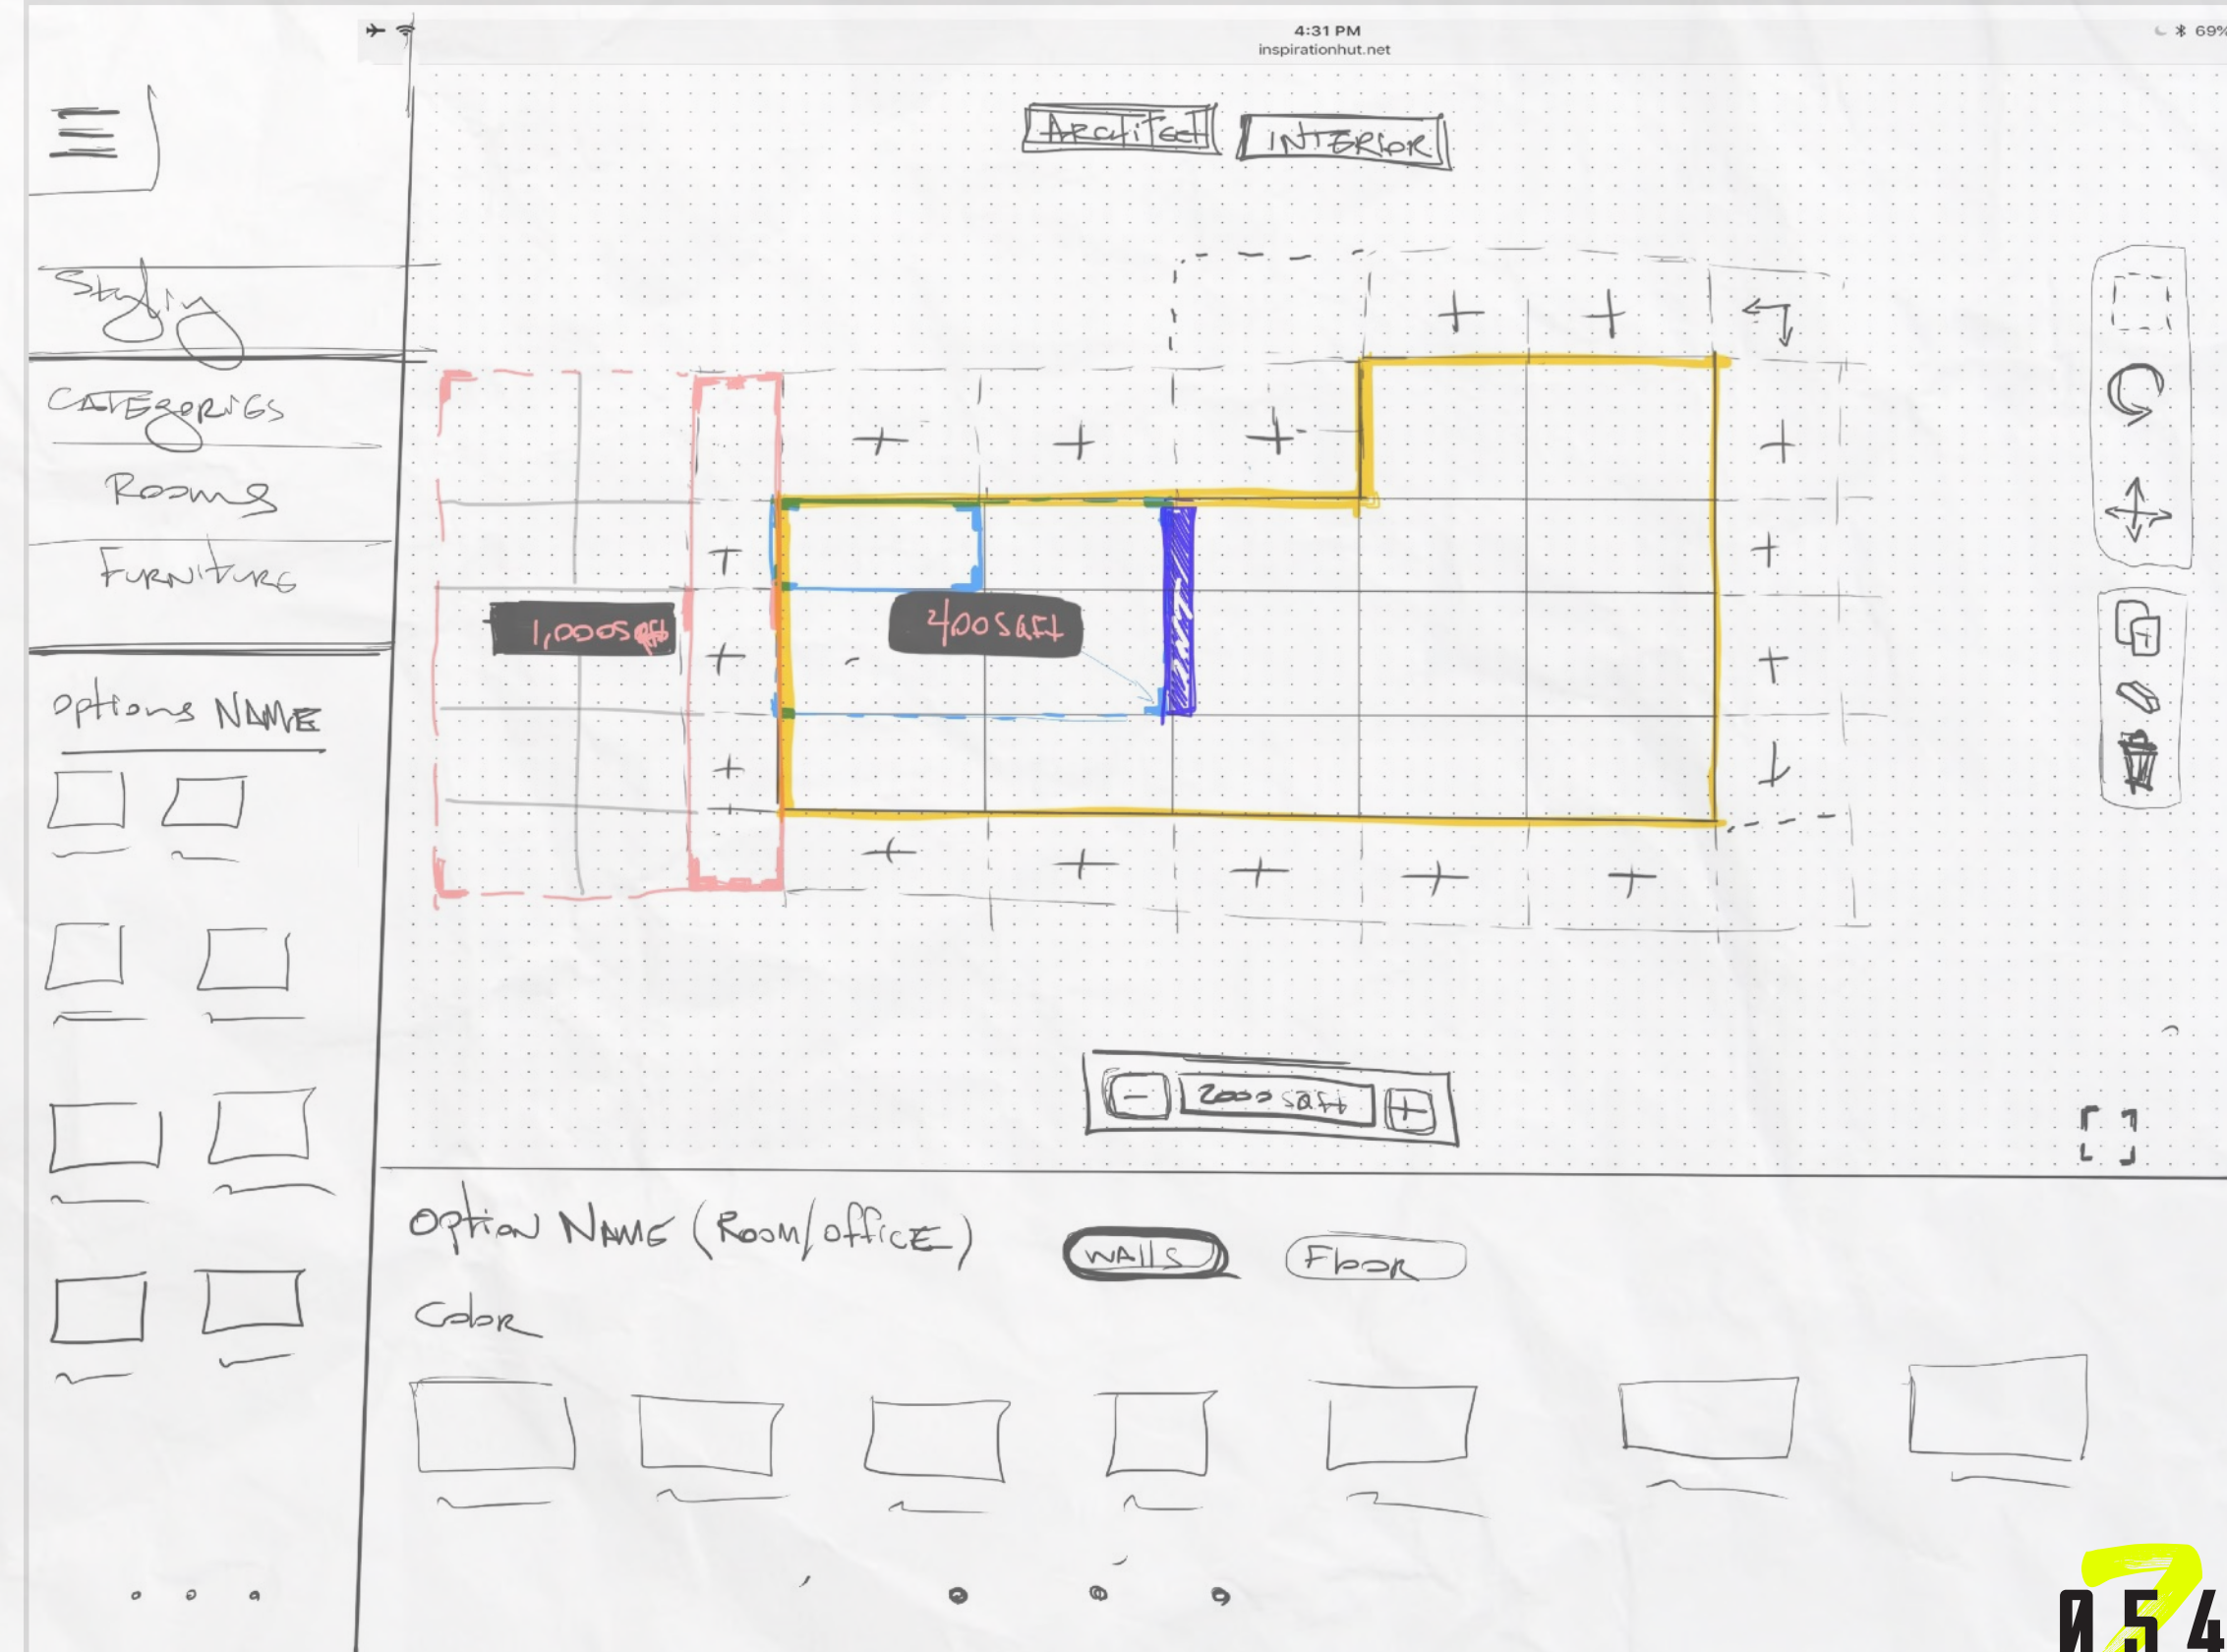 4:31 PM
inspirationhut.net
69%
ARCHITECT
INTERIOR
Styling
CATEGORIES
Rooms
FURNITURE
1,000 SQft
400 SQFt
options NAME
2000 sqft
Option NAME (Room/officE)
WAlls
Floor
Color
054